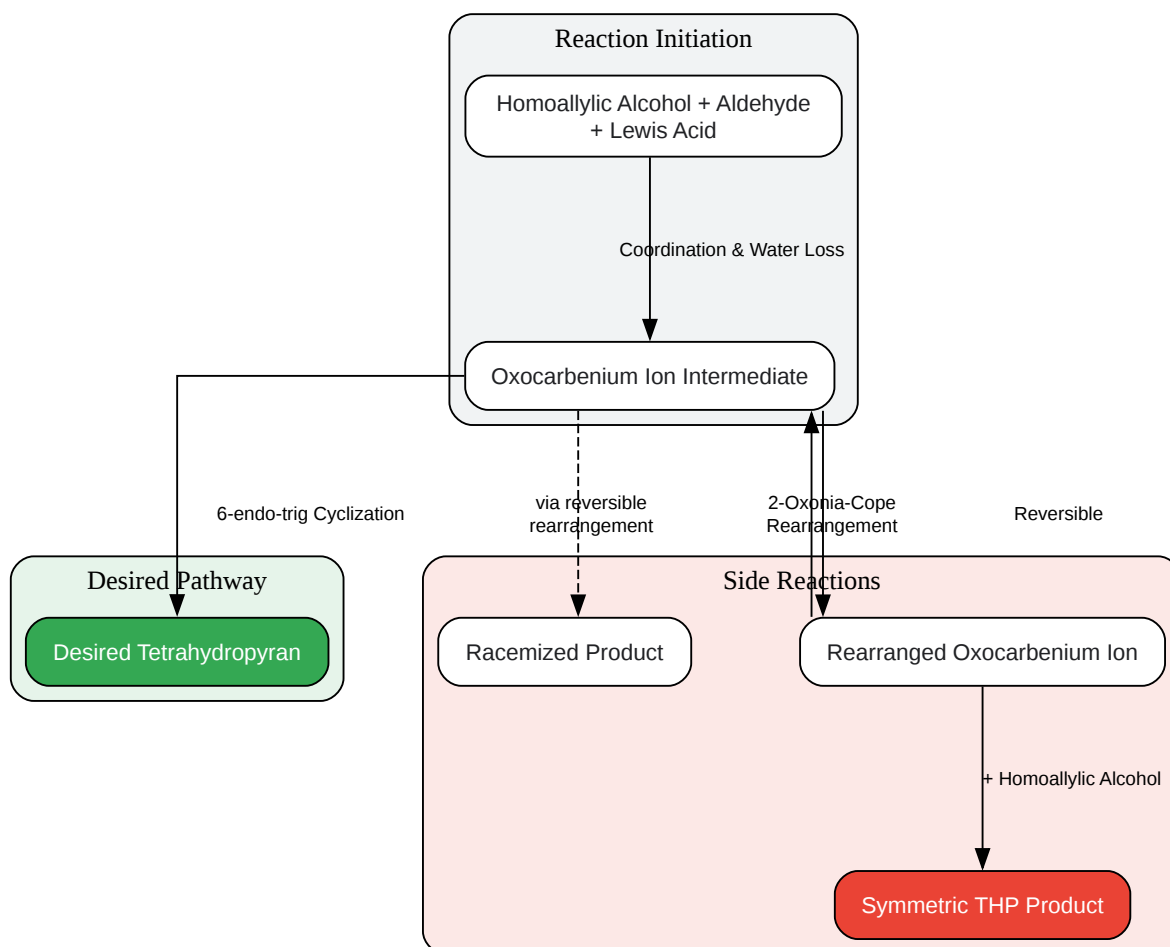 Reaction Initiation
Homoallylic Alcohol + Aldehyde
+ Lewis Acid
Coordination & Water Loss
Oxocarbenium Ion Intermediate
6-endo-trig Cyclization
via reversible
rearrangement
2-Oxonia-Cope
Rearrangement
Reversible
Desired Pathway
Desired Tetrahydropyran
Side Reactions
Racemized Product
Rearranged Oxocarbenium Ion
+ Homoallylic Alcohol
Symmetric THP Product